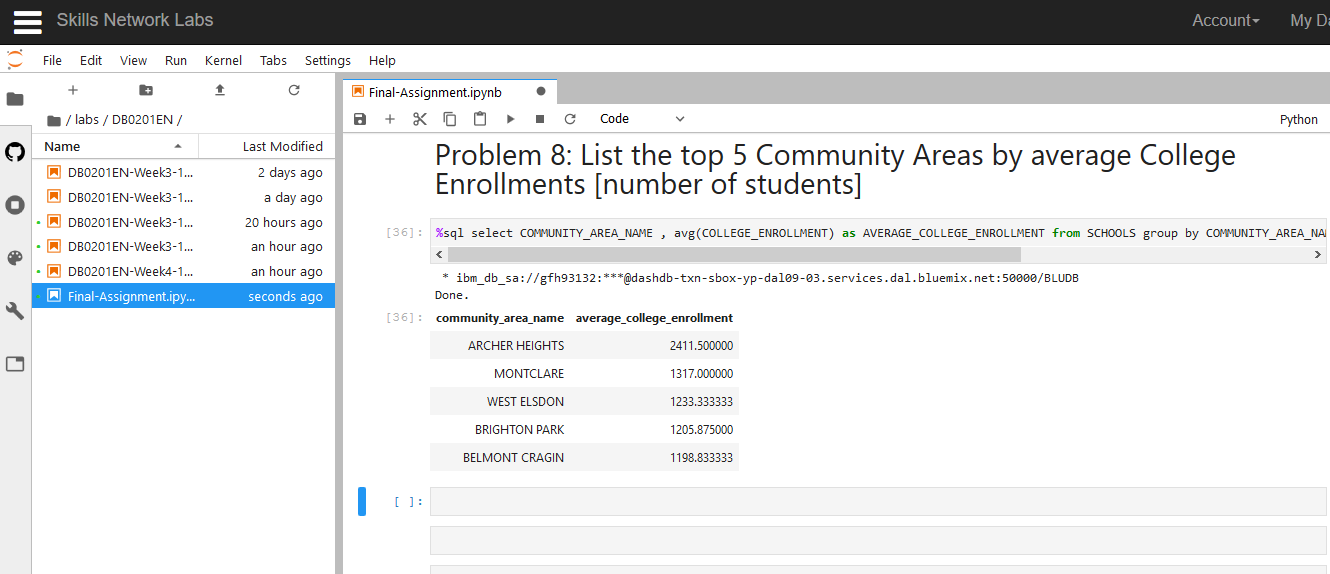 Skills Network Labs
Account
My Da
File Edit View Run Kernel Tabs Settings Help
Final-Assignment.ipynb
/ labs / DB0201EN /
Code
Python
Name Last Modified
DB0201EN-Week3-1... 2 days ago
DB0201EN-Week3-1... a day ago
DB0201EN-Week3-1... 20 hours ago
DB0201EN-Week3-1... an hour ago
DB0201EN-Week4-1... an hour ago
Final-Assignment.ipy... seconds ago
Problem 8: List the top 5 Community Areas by average College
Enrollments [number of students]
[36]: %sql select COMMUNITY_AREA_NAME , avg(COLLEGE_ENROLLMENT) as AVERAGE_COLLEGE_ENROLLMENT from SCHOOLS group by COMMUNITY_AREA_NA
* ibm_db_sa://gfh93132:***@dashdb-txn-sbox-yp-dal09-03.services.dal.bluemix.net:50000/BLUDB
Done.
[36]: community_area_name average_college_enrollment
ARCHER HEIGHTS 2411.500000
MONTCLARE 1317.000000
WEST ELSDON 1233.333333
BRIGHTON PARK 1205.875000
BELMONT CRAGIN 1198.833333
[ ]: